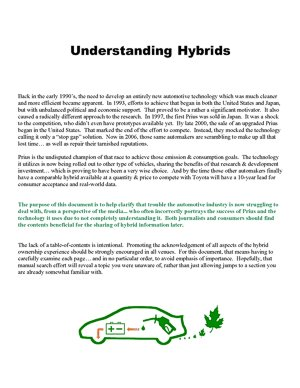 Understanding Hybrids
Back in the early 1990's, the need to develop an entirely new automotive technology which was much cleaner
and more efficient became apparent. In 1993, efforts to achieve that began in both the United States and Japan,
but with unbalanced political and economic support. That proved to be a rather a significant motivator. It also
caused a radically different approach to the research. In 1997, the first Prius was sold in Japan. It was a shock
to the competition, who didn't even have prototypes available yet. By late 2000, the sale of an upgraded Prius
began in the United States. That marked the end of the effort to compete. Instead, they mocked the technology
calling it only a "stop gap" solution. Now in 2006, those same automakers are scrambling to make up all that
lost time… as well as repair their tarnished reputations.
Prius is the undisputed champion of that race to achieve those emission & consumption goals. The technology
it utilizes is now being rolled out to other type of vehicles, sharing the benefits of that research & development
investment… which is proving to have been a very wise choice. And by the time those other automakers finally
have a comparable hybrid available at a quantity & price to compete with Toyota will have a 10-year lead for
consumer acceptance and real-world data.
The purpose of this document is to help clarify that trouble the automotive industry is now struggling to
deal with, from a perspective of the media... who often incorrectly portrays the success of Prius and the
technology it uses due to not completely understanding it. Both journalists and consumers should find
the contents beneficial for the sharing of hybrid information later.
The lack of a table-of-contents is intentional. Promoting the acknowledgement of all aspects of the hybrid
ownership experience should be strongly encouraged in all venues. For this document, that means having to
carefully examine each page… and in no particular order, to avoid emphasis of importance. Hopefully, that
manual search effort will reveal a topic you were unaware of, rather than just allowing jumps to a section you
are already somewhat familiar with.